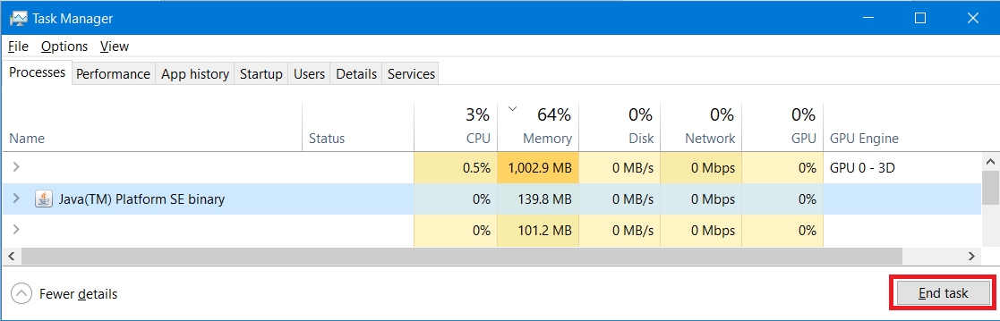 Task Manager
File Options View
Processes Performance App history Startup Users Details Services
3% 64% 0% 0% 0%
Name Status CPU Memory Disk Network GPU GPU Engine
0.5% 1,002.9 MB 0 MB/s 0 Mbps 0% GPU 0 - 3D
Java(TM) Platform SE binary 0% 139.8 MB 0 MB/s 0 Mbps 0%
0% 101.2 MB 0 MB/s 0 Mbps 0%
Fewer details End task